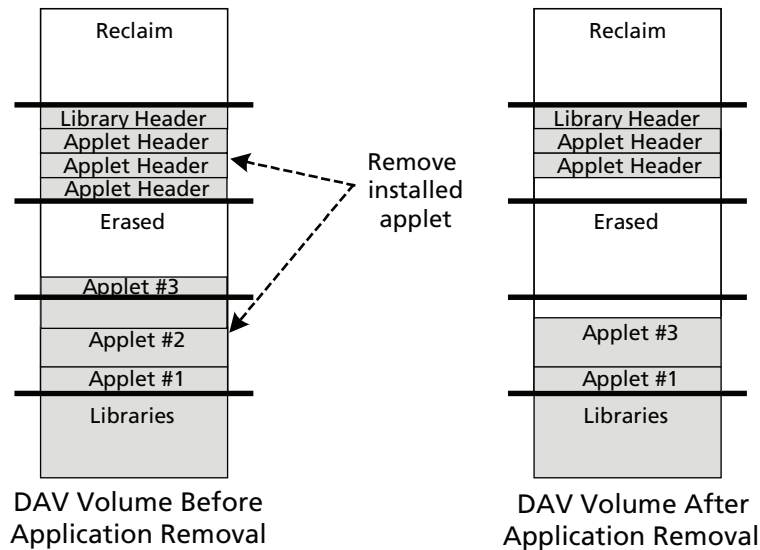 Reclaim
Library Header
Applet Header
Applet Header
Applet Header
Erased
Applet #3
Applet #2
Applet #1
Libraries
DAV Volume Before
Application Removal
Remove
installed
applet
Reclaim
Library Header
Applet Header
Applet Header
Erased
Applet #3
Applet #1
Libraries
DAV Volume After
Application Removal